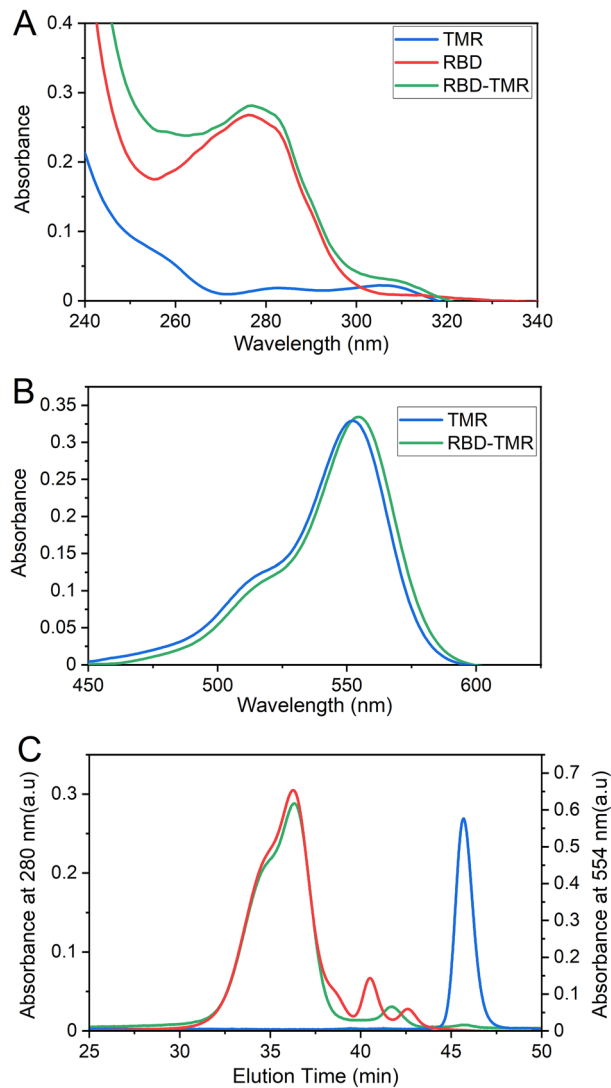 A
0.4
0.3
0.2
0.1
0
Absorbance
TMR
RBD
RBD-TMR
240 260 280 300 320 340
Wavelength (nm)
B
0.35
0.3
0.25
0.2
0.15
0.1
0.05
0
Absorbance
TMR
RBD-TMR
450 500 550 600
Wavelength (nm)
C
0.3
0.2
0.1
0
Absorbance at 280 nm(a.u)
0.7
0.6
0.5
0.4
0.3
0.2
0.1
0
Absorbance at 554 nm(a.u)
25 30 35 40 45 50
Elution Time (min)